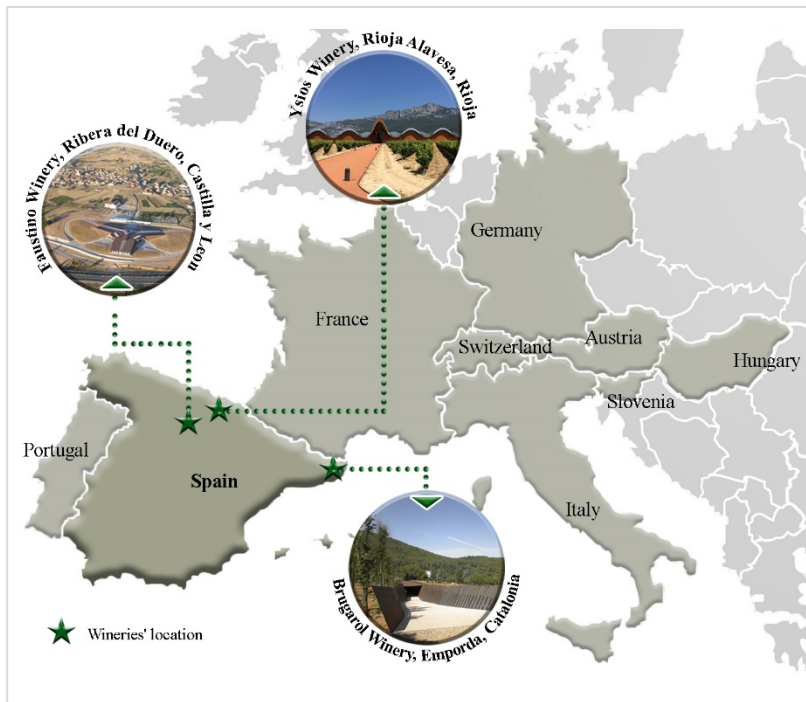 Ysios Winery, Rioja Alavesa, Rioja
Faustino Winery, Ribera del Duero, Castilla y Leon
Germany
France
Switzerland
Austria
Hungary
Slovenia
Portugal
Spain
Italy
Brugarol Winery, Emporda, Catalonia
Wineries' location